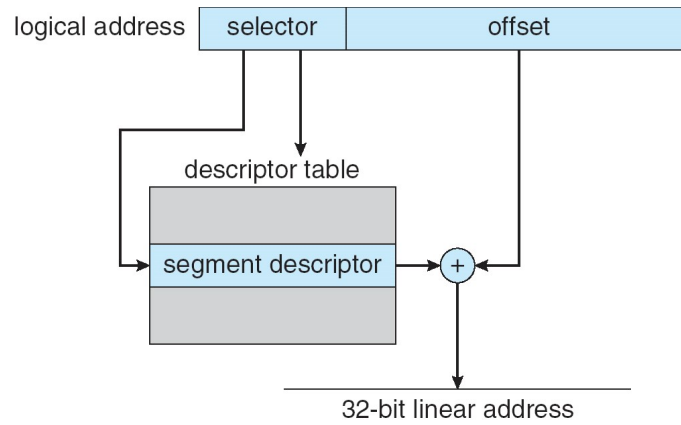 logical address
selector
offset
descriptor table
segment descriptor
+
32-bit linear address